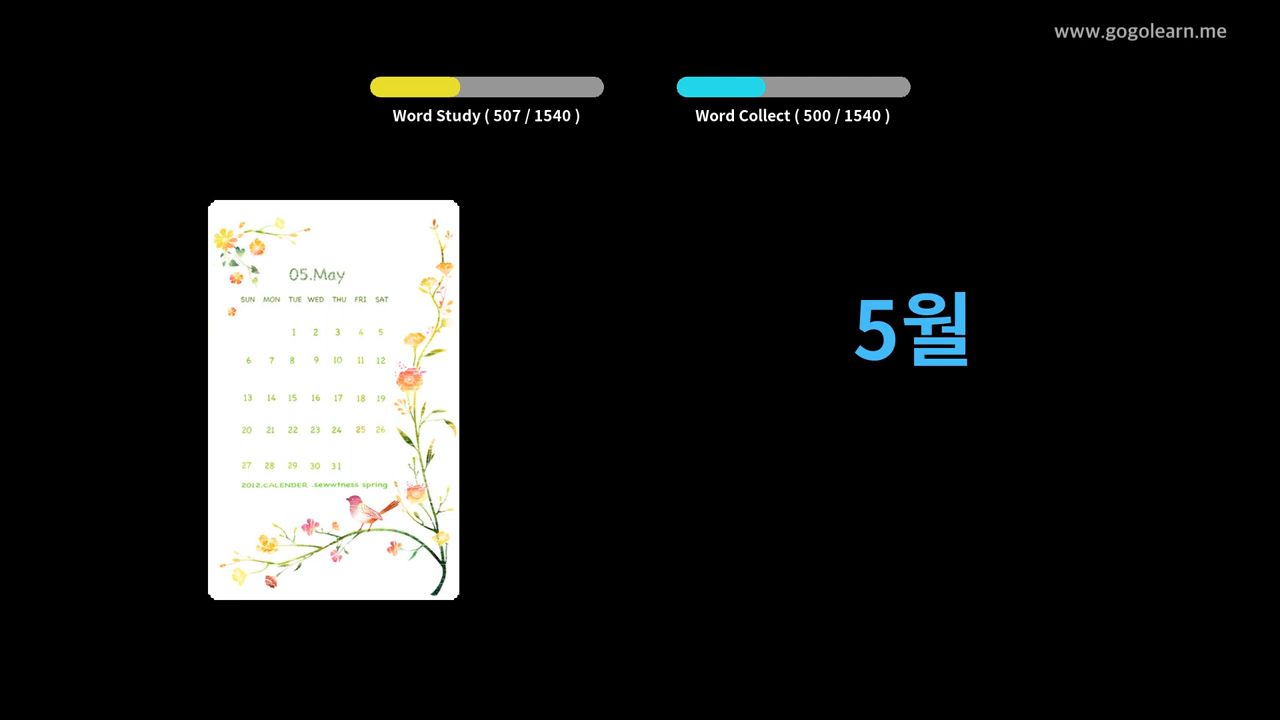 www.gogolearn.me
Word Study ( 507 / 1540 )
Word Collect ( 500 / 1540 )
05.May
SUN MON TUE WED THU FRI SAT
1 2 3 4 5
6 7 8 9 10 11 12
13 14 15 16 17 18 19
20 21 22 23 24 25 26
27 28 29 30 31
2012.CALENDER .sewwtness spring
5월